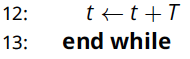 12: t ← t + T
13: end while